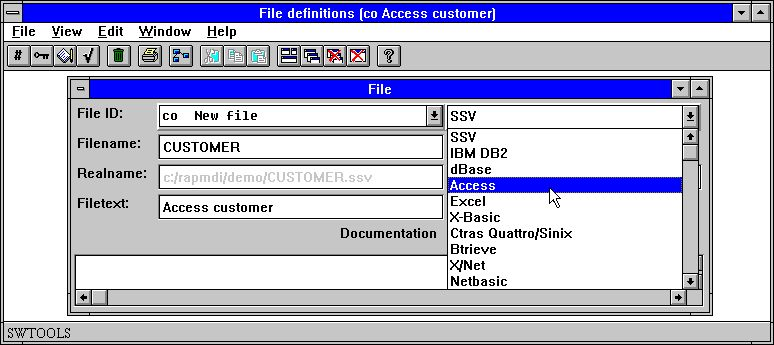 File definitions (co Access customer)
File View Edit Window Help
# √ ?
File
File ID: co New file SSV
SSV
Filename: CUSTOMER
IBM DB2
dBase
Realname: c:/rapmdi/demo/CUSTOMER.ssv
Access
Excel
Filetext: Access customer
X-Basic
Documentation
Ctras Quattro/Sinix
Btrieve
X/Net
Netbasic
SWTOOLS